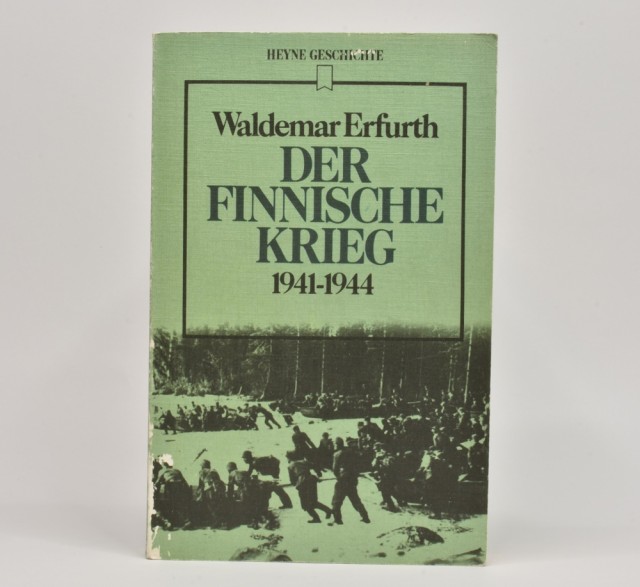 HEYNE GESCHICHTE
Waldemar Erfurth
DER
FINNISCHE
KRIEG
1941-1944